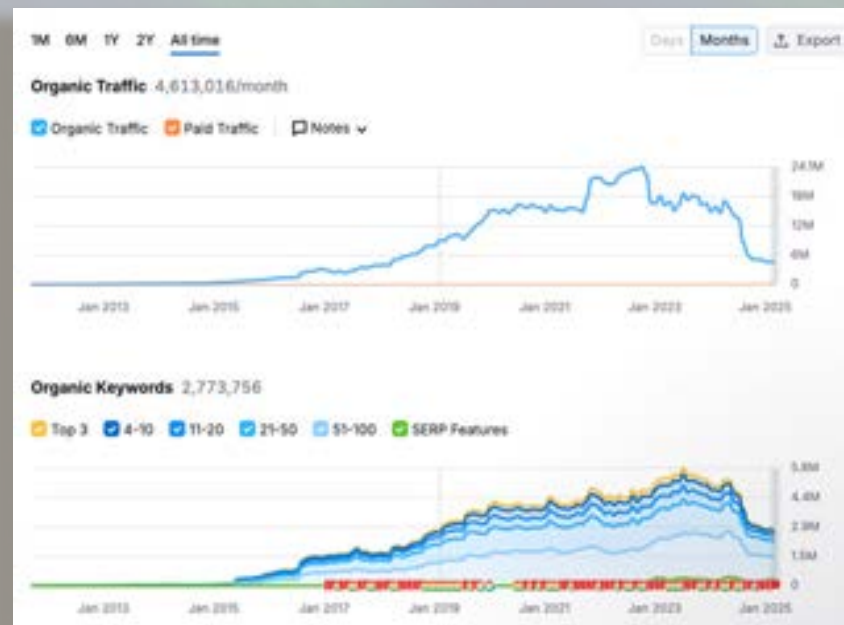 1M 6M 1Y 2Y All time Days Months Export
Organic Traffic 4,613,016/month
Organic Traffic Paid Traffic Notes
24.1M
18M
12M
6M
0
Jan 2013 Jan 2015 Jan 2017 Jan 2019 Jan 2021 Jan 2023 Jan 2025
Organic Keywords 2,773,756
Top 3 4-10 11-20 21-50 51-100 SERP Features
5.8M
4.4M
2.9M
1.5M
0
Jan 2013 Jan 2015 Jan 2017 Jan 2019 Jan 2021 Jan 2023 Jan 2025